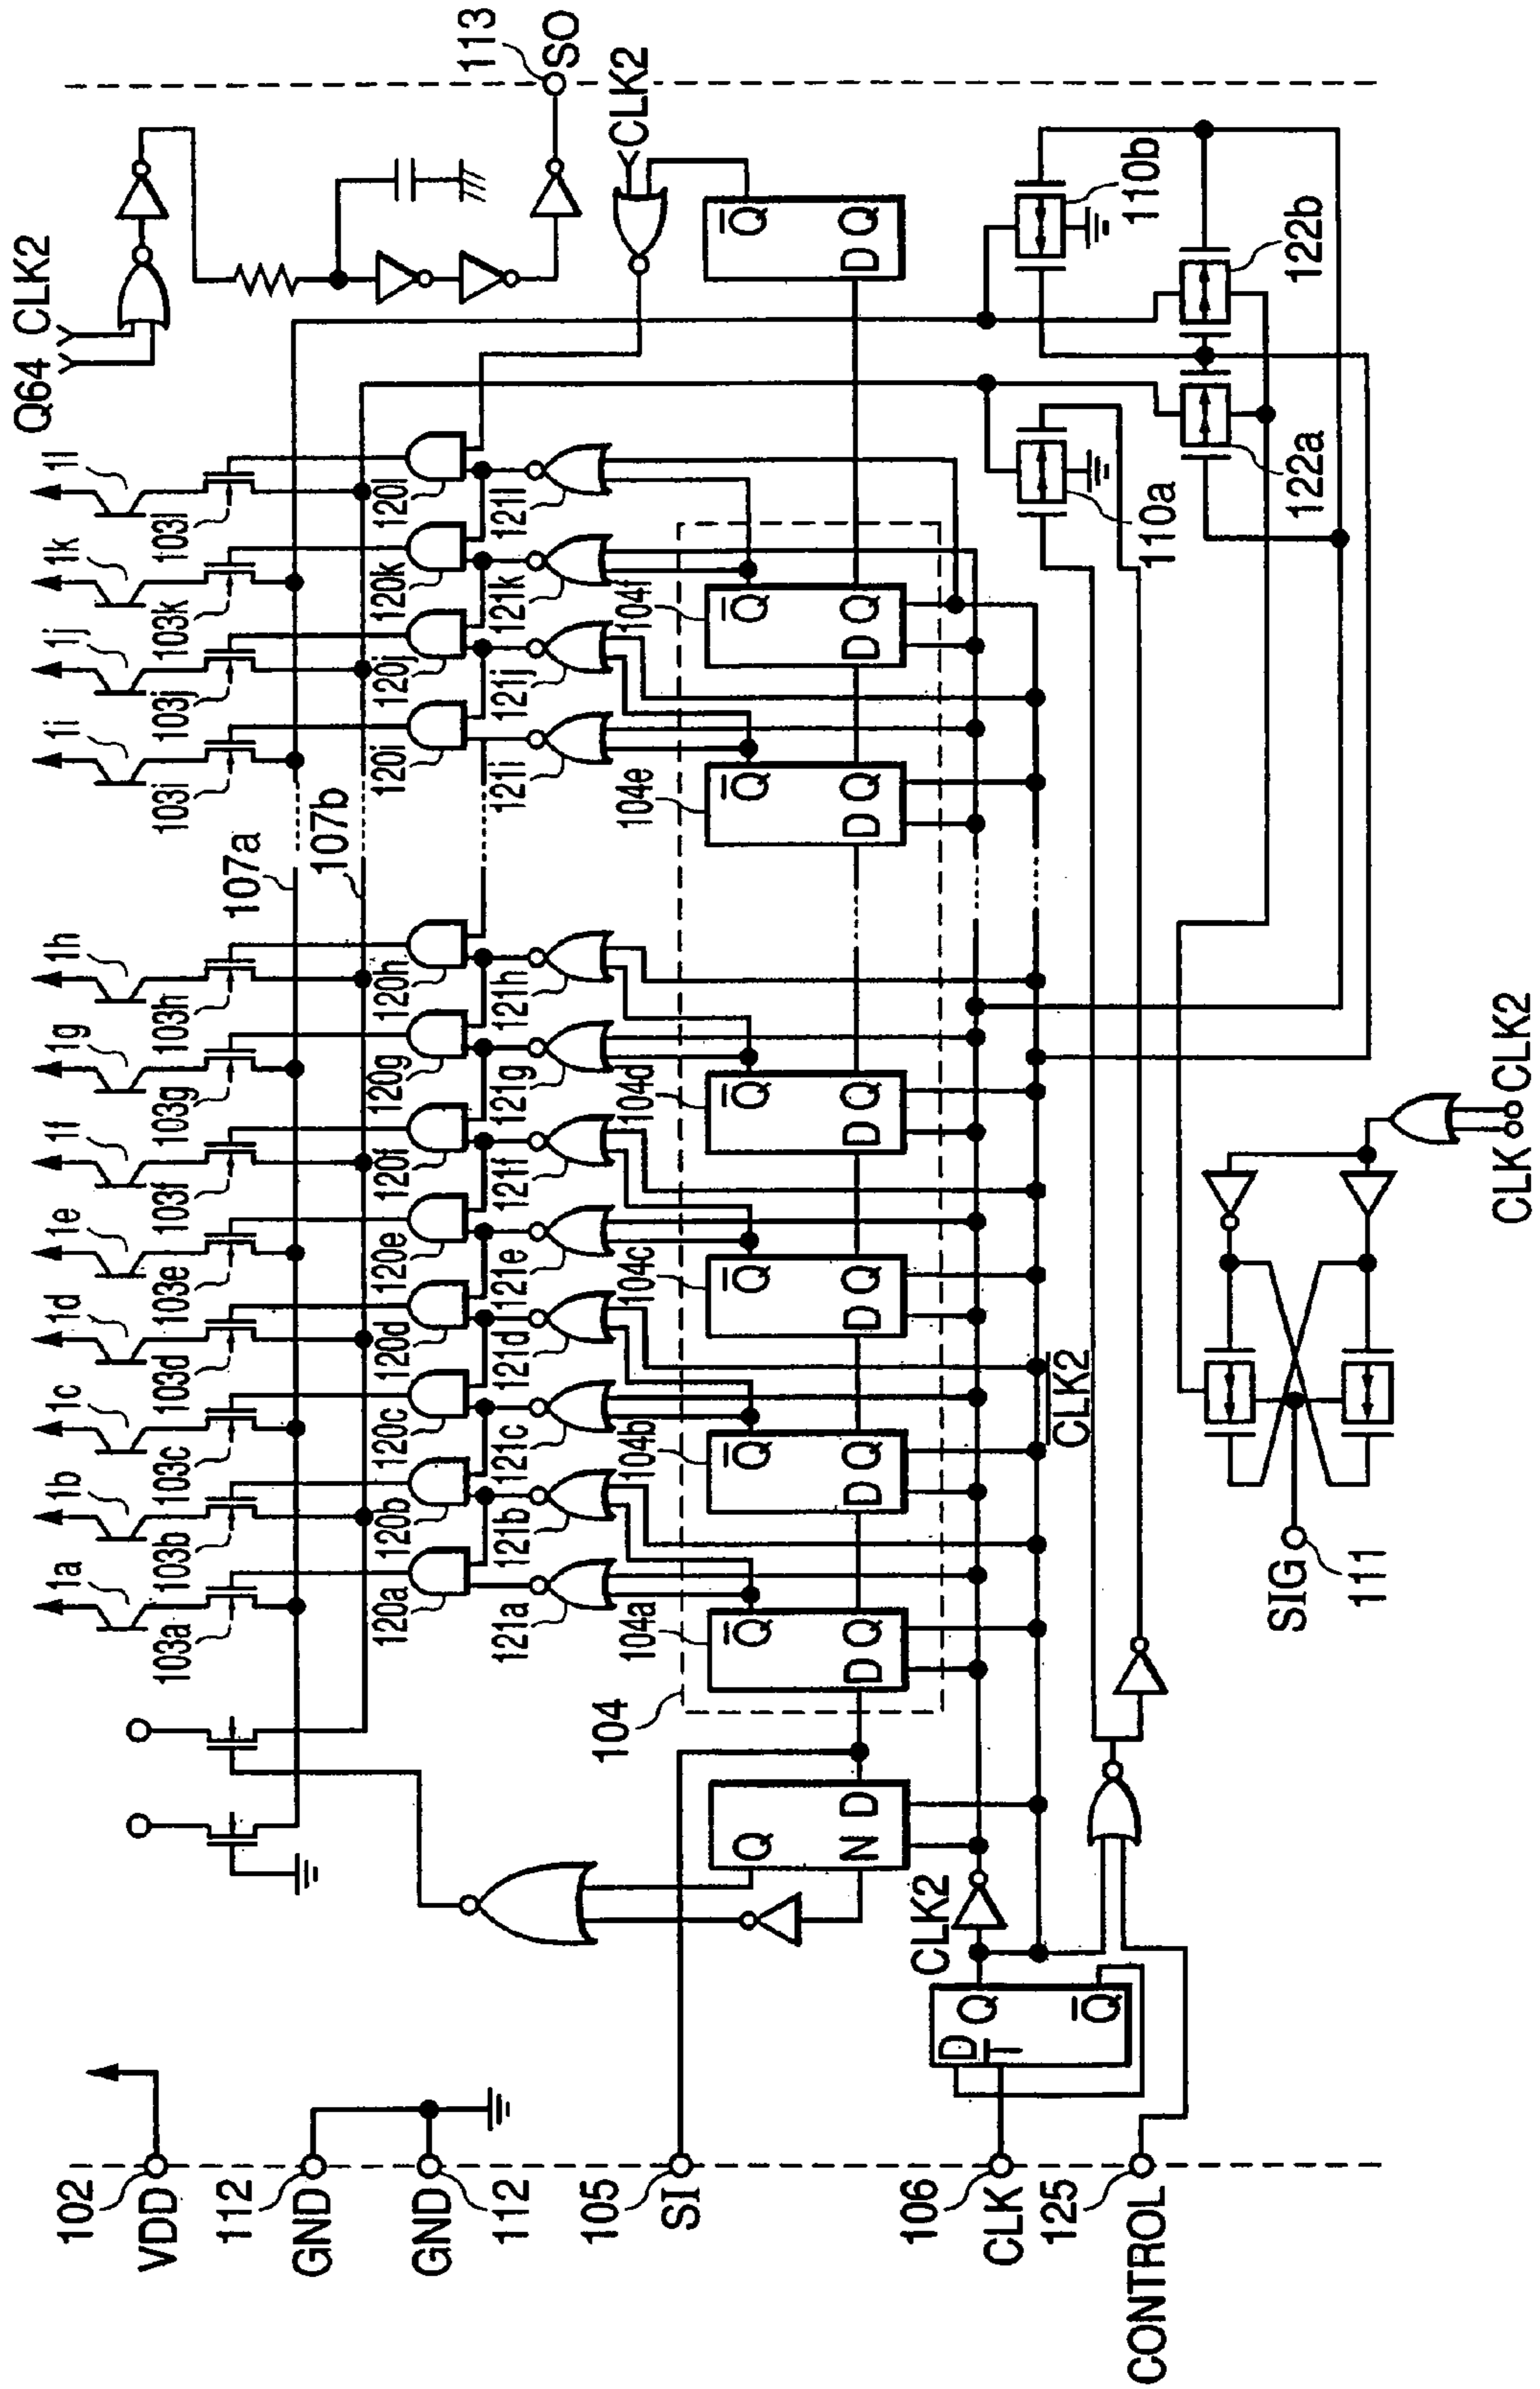 102
VDD
112
GND
GND
112
105
SI
106
CLK
125
CONTROL
1a
1b
1c
1d
1e
1f
1g
1h
1i
1j
1k
1l
103a
103b
103c
103d
103e
103f
103g
103h
103i
103j
103k
103l
107a
107b
120a
120b
120c
120d
120e
120f
120g
120h
120i
120j
120k
120l
121a
121b
121c
121d
121e
121f
121g
121h
121i
121j
121k
121l
104
104a
104b
104c
104d
104e
104f
Q
N D
Q̅
D Q
Q̅
D Q
Q̅
D Q
Q̅
D Q
Q̅
D Q
Q̅
D Q
Q̅
D Q
D
Q
Q̅
CLK2
C̅L̅K̅2̅
Q64
CLK2
CLK2
113
SO
110a
110b
122a
122b
SIG
111
CLK
CLK2